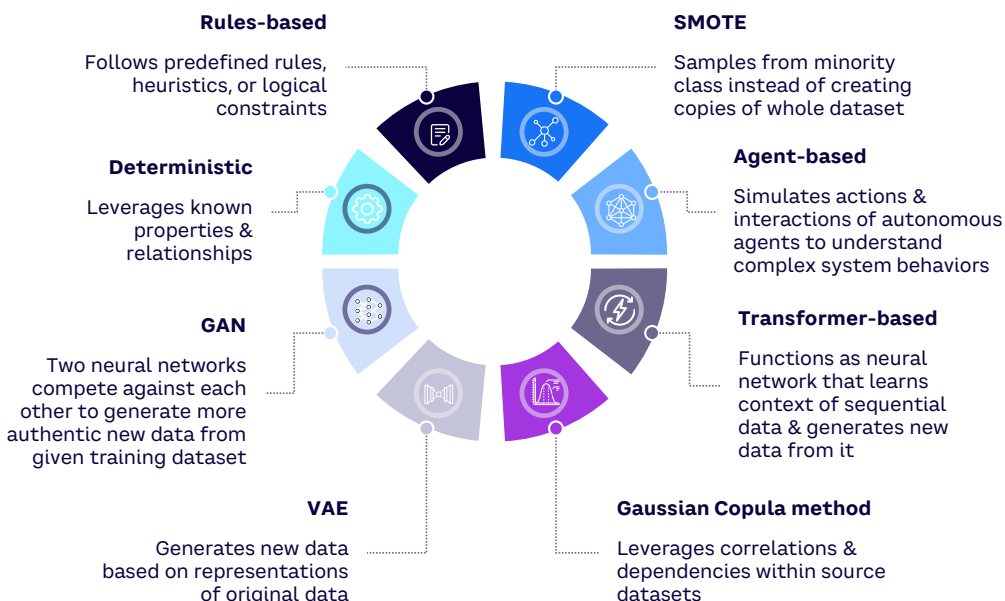 Rules-based
Follows predefined rules,
heuristics, or logical
constraints
SMOTE
Samples from minority
class instead of creating
copies of whole dataset
Deterministic
Leverages known
properties &
relationships
Agent-based
Simulates actions &
interactions of autonomous
agents to understand
complex system behaviors
GAN
Two neural networks
compete against each
other to generate more
authentic new data from
given training dataset
Transformer-based
Functions as neural
network that learns
context of sequential
data & generates new
data from it
VAE
Generates new data
based on representations
of original data
Gaussian Copula method
Leverages correlations &
dependencies within source
datasets